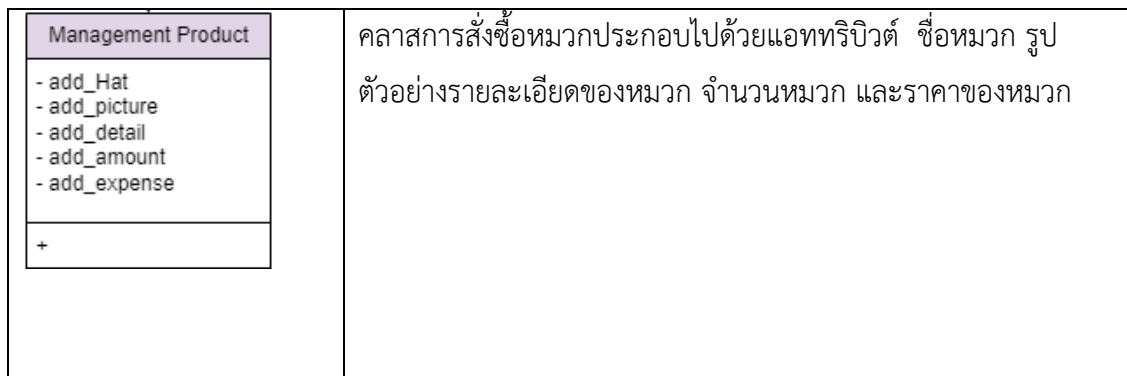 Management Product
- add_Hat
- add_picture
- add_detail
- add_amount
- add_expense
+
คลาสการสั่งซื้อหมวกประกอบไปด้วยแอททริบิวต์ ชื่อหมวก รูป
ตัวอย่างรายละเอียดของหมวก จำนวนหมวก และราคาของหมวก